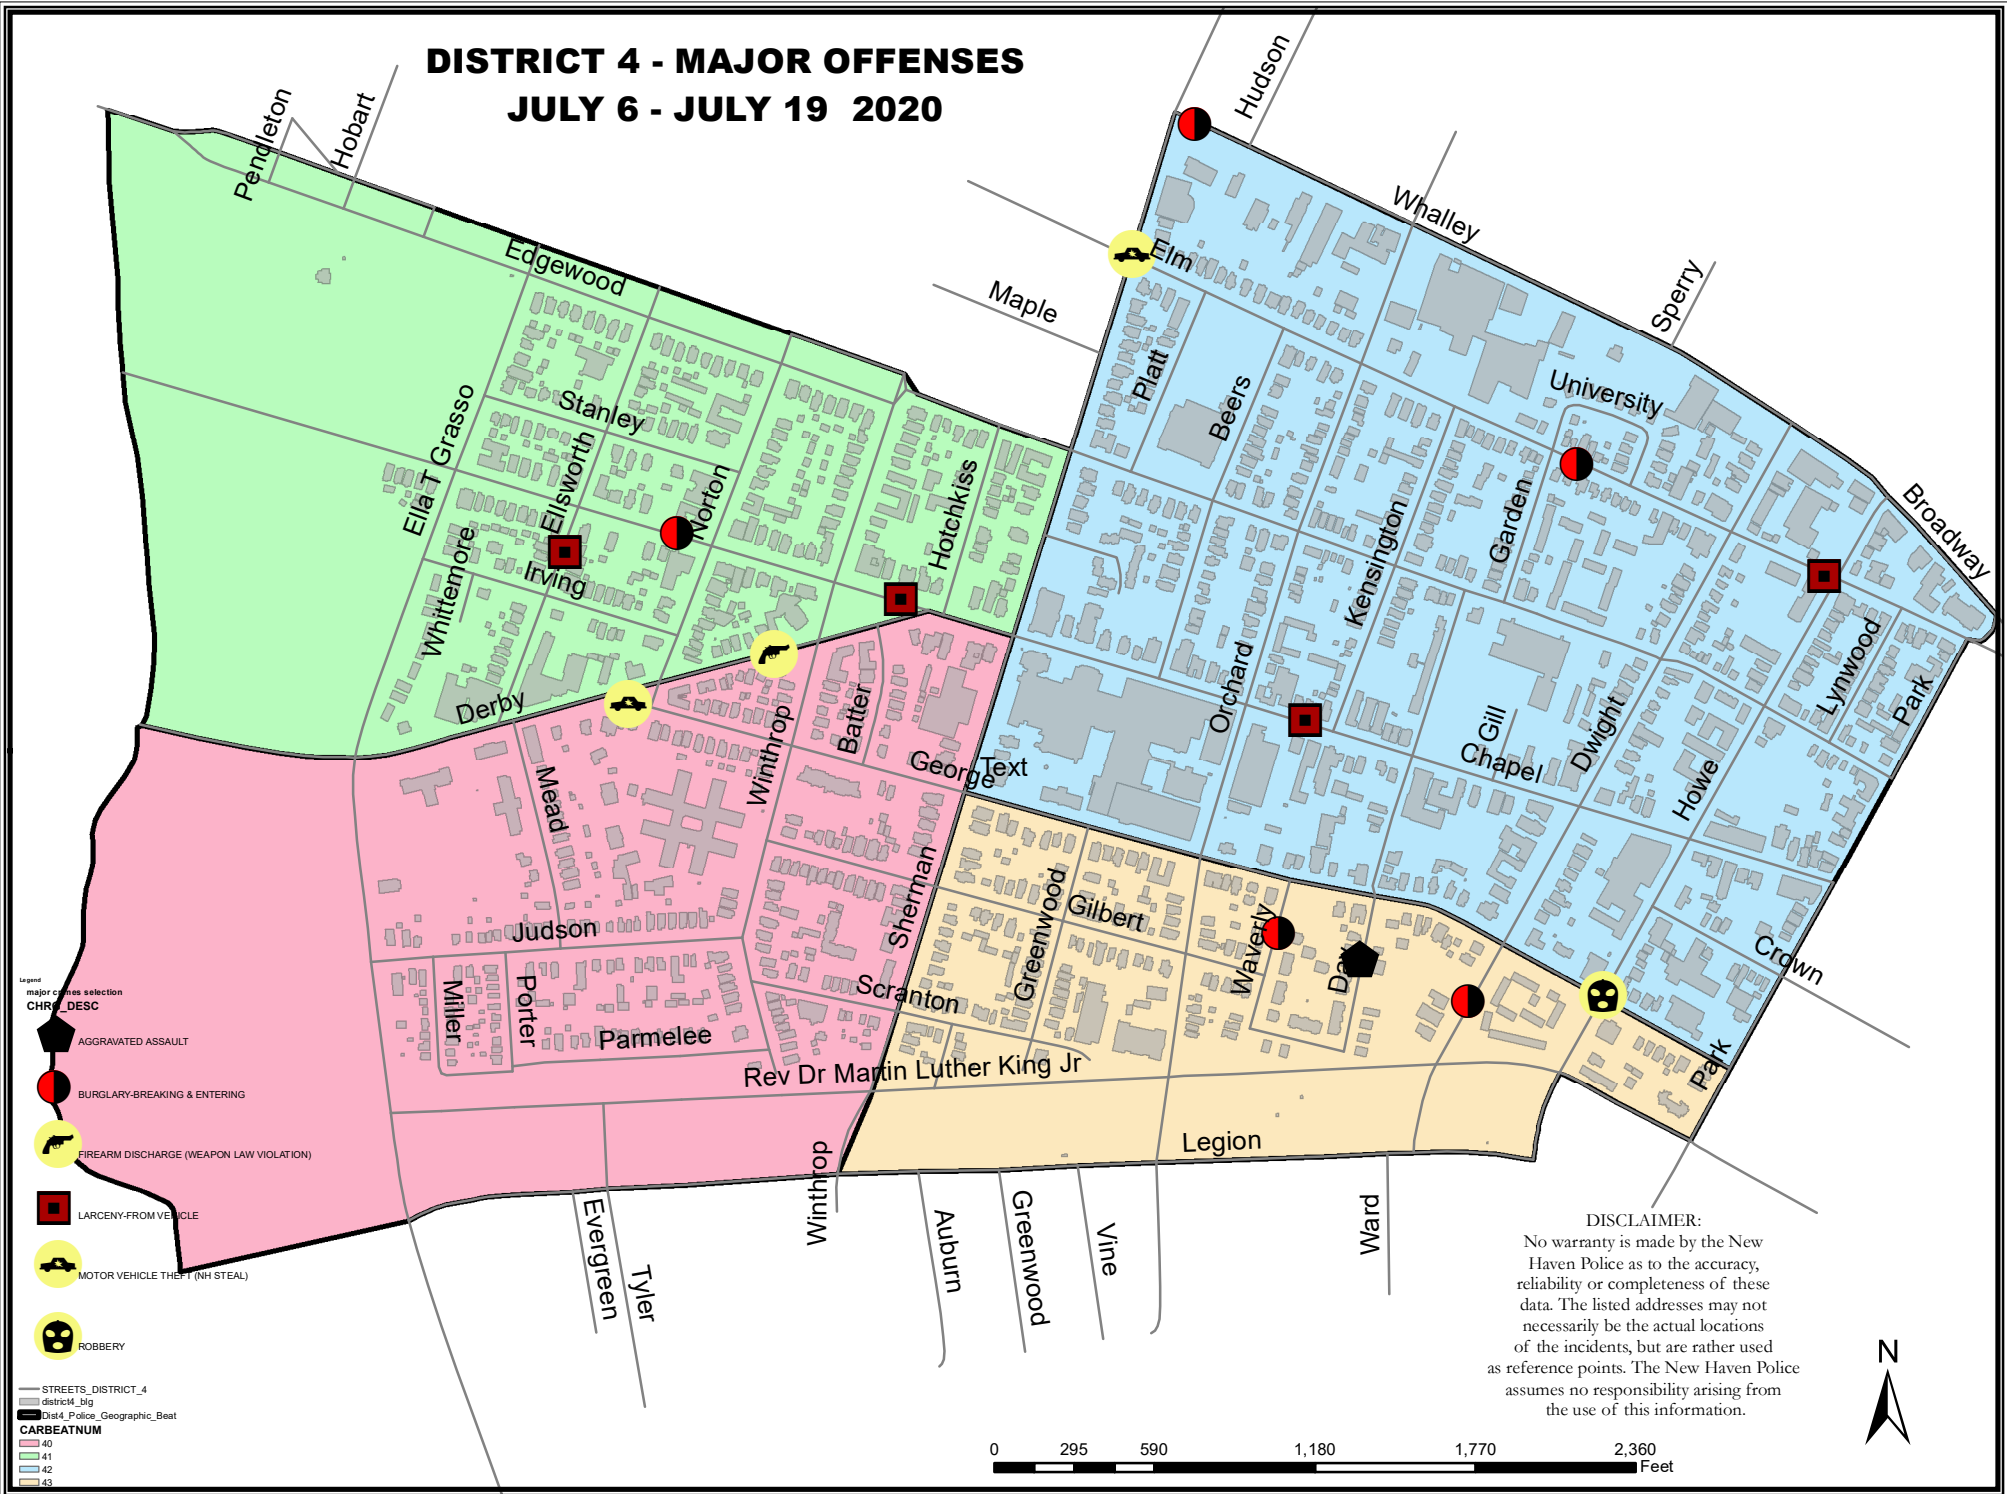 DISTRICT 4 - MAJOR OFFENSES
JULY 6 - JULY 19 2020
Pendleton
Hobart
Hudson
Whalley
Edgewood
Elm
Maple
Sperry
Platt
Beers
University
Stanley
Ella T Grasso
Ellsworth
Norton
Hotchkiss
Kensington
Garden
Broadway
Whittemore
Irving
Orchard
Lynwood
Park
Derby
Batter
Winthrop
George
Text
Gill
Chapel
Dwight
Howe
Mead
Sherman
Judson
Greenwood
Gilbert
Waverly
Day
Crown
Miller
Porter
Scranton
Parmelee
Rev Dr Martin Luther King Jr
Park
Legion
Winthrop
Evergreen
Tyler
Auburn
Greenwood
Vine
Ward
Legend
major crimes selection
CHRG_DESC
AGGRAVATED ASSAULT
BURGLARY-BREAKING & ENTERING
FIREARM DISCHARGE (WEAPON LAW VIOLATION)
LARCENY-FROM VEHICLE
MOTOR VEHICLE THEFT (NH STEAL)
ROBBERY
STREETS_DISTRICT_4
district4_blg
Dist4_Police_Geographic_Beat
CARBEATNUM
40
41
42
43
DISCLAIMER:
No warranty is made by the New
Haven Police as to the accuracy,
reliability or completeness of these
data. The listed addresses may not
necessarily be the actual locations
of the incidents, but are rather used
as reference points. The New Haven Police
assumes no responsibility arising from
the use of this information.
N
0 295 590 1,180 1,770 2,360
Feet